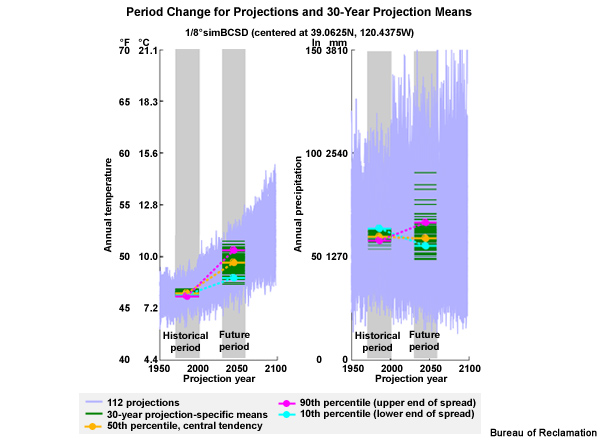 Period Change for Projections and 30-Year Projection Means
1/8°simBCSD (centered at 39.0625N, 120.4375W)
°F °C
70 21.1
65 18.3
60 15.6
55 12.8
50 10.0
45 7.2
40 4.4
Annual temperature
Historical period
Future period
1950 2000 2050 2100
Projection year
In mm
150 3810
100 2540
50 1270
0 0
Annual precipitation
Historical period
Future period
1950 2000 2050 2100
Projection year
112 projections
30-year projection-specific means
50th percentile, central tendency
90th percentile (upper end of spread)
10th percentile (lower end of spread)
Bureau of Reclamation